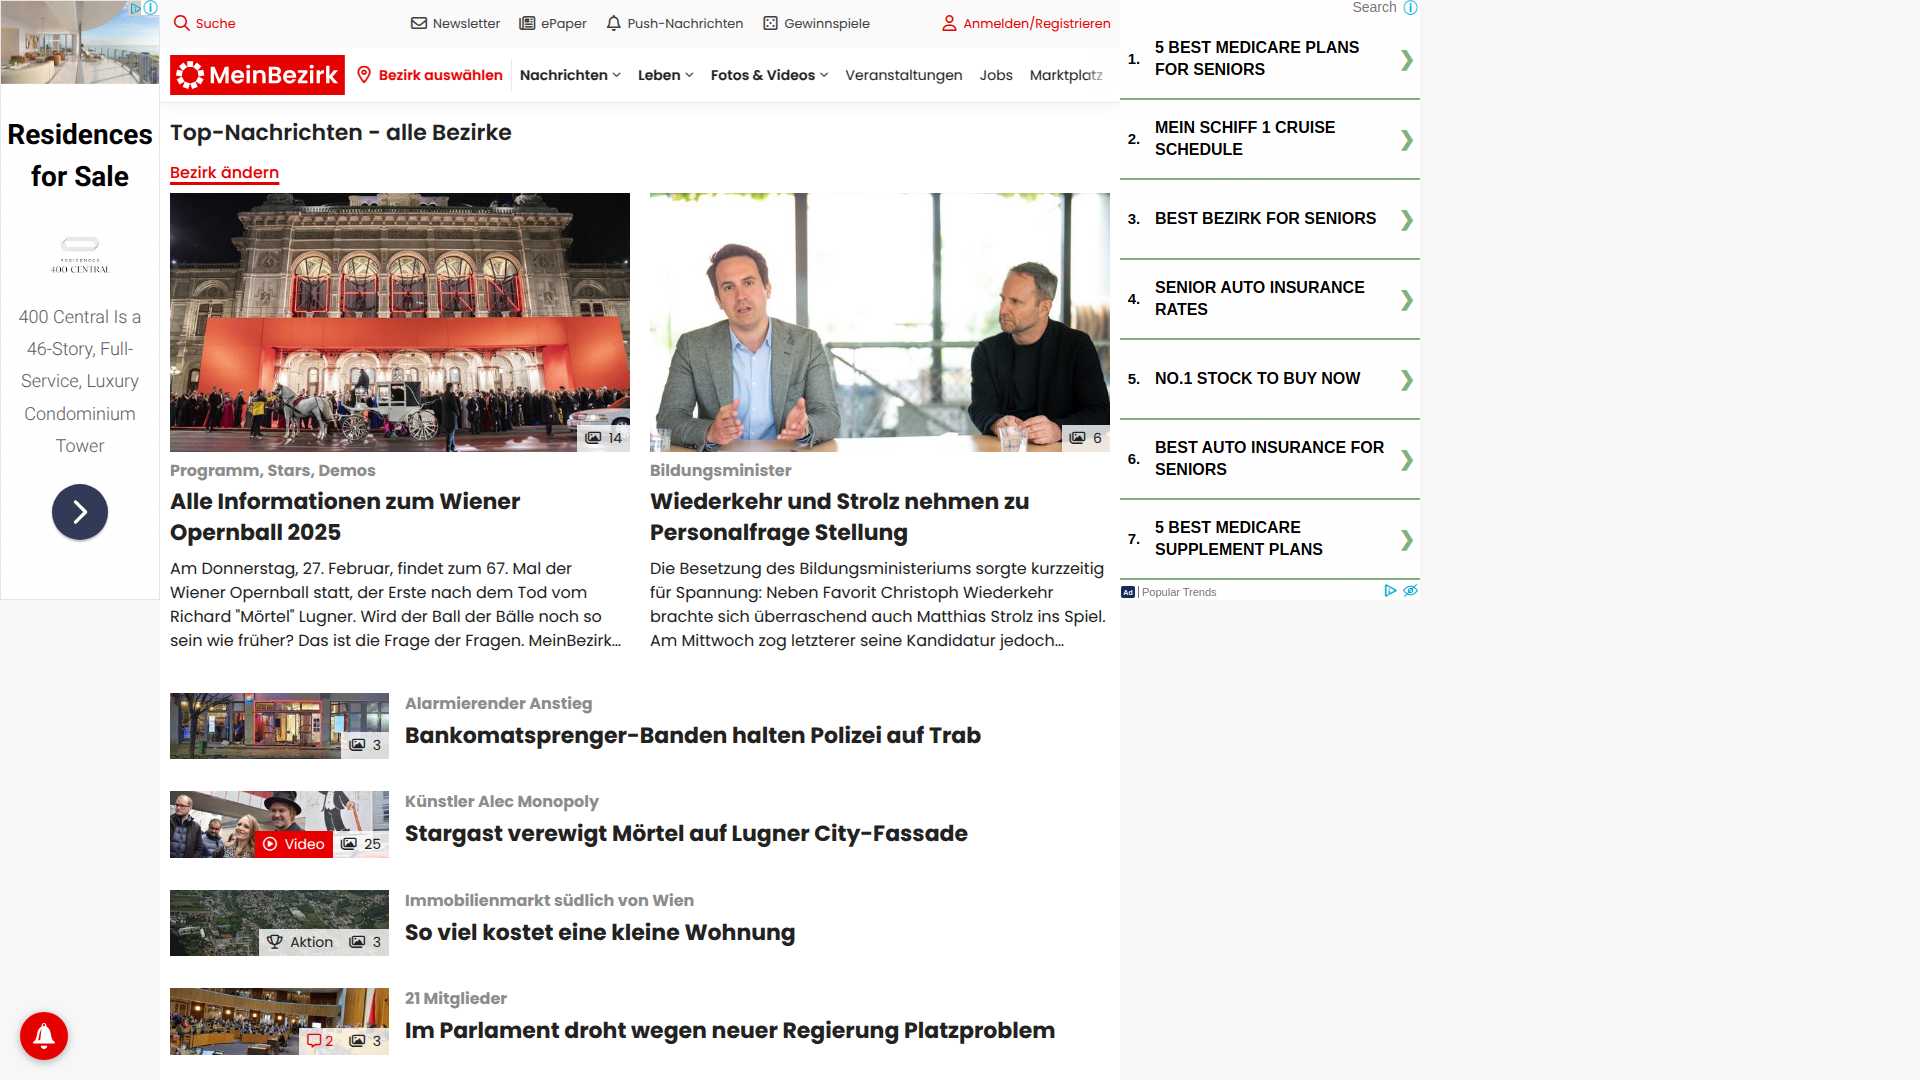 Suche
Newsletter
ePaper
Push-Nachrichten
Gewinnspiele
Anmelden/Registrieren
MeinBezirk
Bezirk auswählen
Nachrichten
Leben
Fotos & Videos
Veranstaltungen
Jobs
Marktplatz
Top-Nachrichten - alle Bezirke
Bezirk ändern
14
Programm, Stars, Demos
Alle Informationen zum Wiener
Opernball 2025
Am Donnerstag, 27. Februar, findet zum 67. Mal der
Wiener Opernball statt, der Erste nach dem Tod vom
Richard "Mörtel" Lugner. Wird der Ball der Bälle noch so
sein wie früher? Das ist die Frage der Fragen. MeinBezirk...
6
Bildungsminister
Wiederkehr und Strolz nehmen zu
Personalfrage Stellung
Die Besetzung des Bildungsministeriums sorgte kurzzeitig
für Spannung: Neben Favorit Christoph Wiederkehr
brachte sich überraschend auch Matthias Strolz ins Spiel.
Am Mittwoch zog letzterer seine Kandidatur jedoch...
3
Alarmierender Anstieg
Bankomatsprenger-Banden halten Polizei auf Trab
Video 25
Künstler Alec Monopoly
Stargast verewigt Mörtel auf Lugner City-Fassade
Aktion 3
Immobilienmarkt südlich von Wien
So viel kostet eine kleine Wohnung
2 3
21 Mitglieder
Im Parlament droht wegen neuer Regierung Platzproblem
Residences
for Sale
RESIDENCES
400 CENTRAL
400 Central Is a
46-Story, Full-
Service, Luxury
Condominium
Tower
Search
1. 5 BEST MEDICARE PLANS
FOR SENIORS
2. MEIN SCHIFF 1 CRUISE
SCHEDULE
3. BEST BEZIRK FOR SENIORS
4. SENIOR AUTO INSURANCE
RATES
5. NO.1 STOCK TO BUY NOW
6. BEST AUTO INSURANCE FOR
SENIORS
7. 5 BEST MEDICARE
SUPPLEMENT PLANS
Ad | Popular Trends